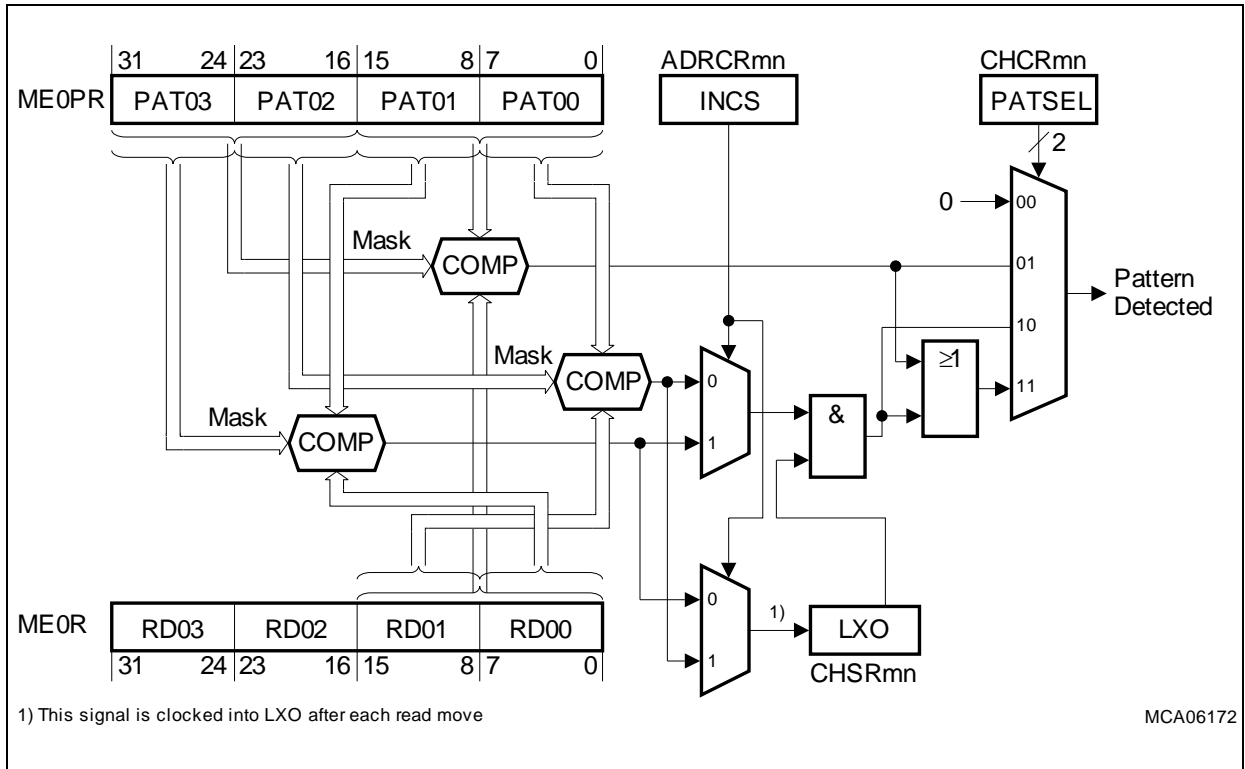 31 24 23 16 15 8 7 0
ADRCRmn
CHCRmn
ME0PR
PAT03 PAT02 PAT01 PAT00
INCS
PATSEL
2
0
00
Mask
COMP
01
Pattern
Detected
10
Mask
COMP
0
≥1
11
&
Mask
COMP
1
0
1)
LXO
1
CHSRmn
ME0R
RD03 RD02 RD01 RD00
31 24 23 16 15 8 7 0
1) This signal is clocked into LXO after each read move
MCA06172